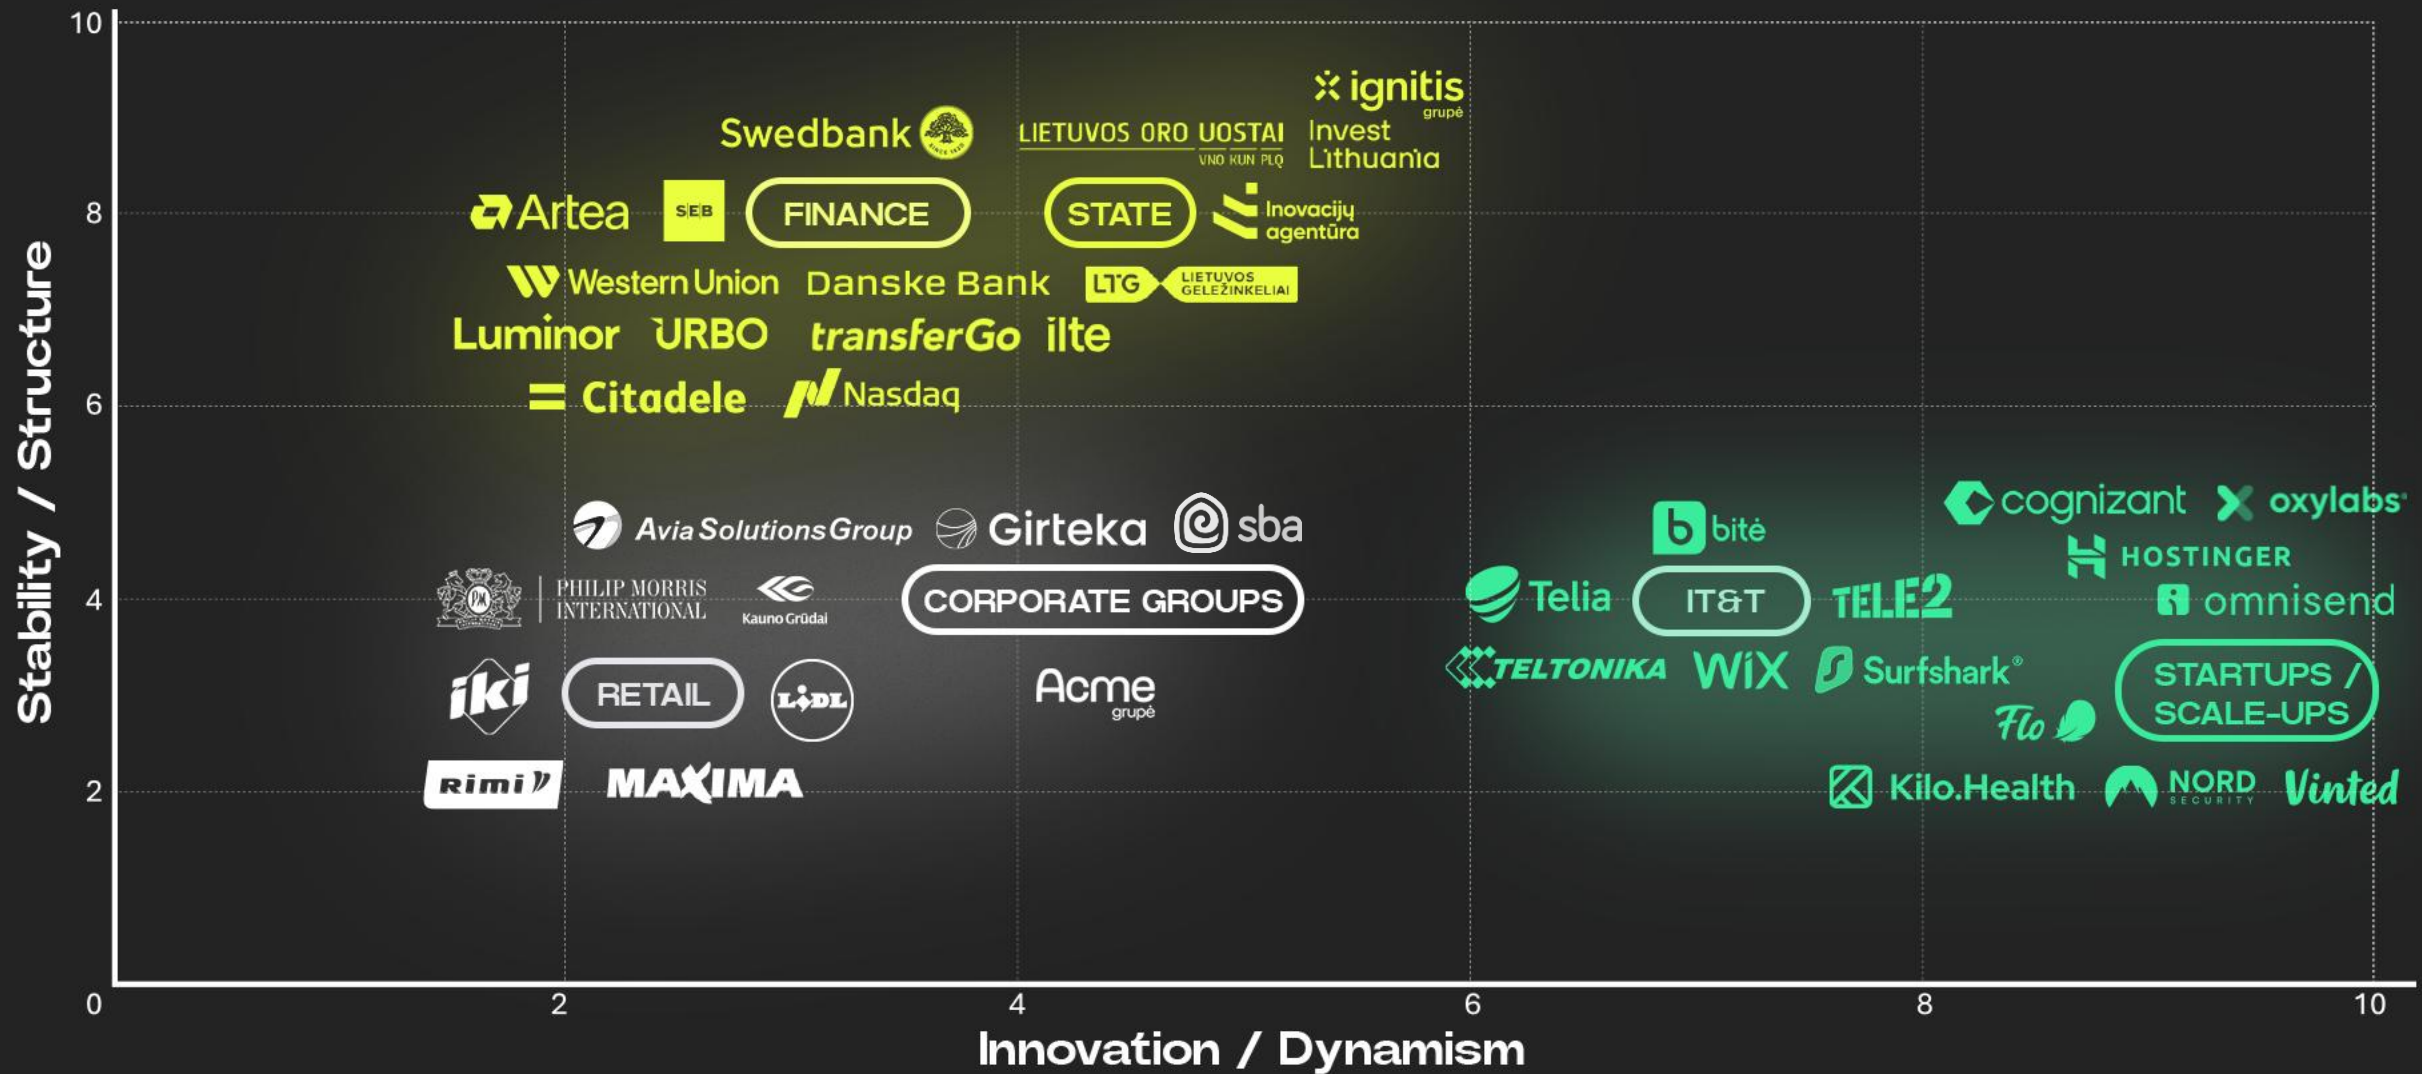 10
ignitis
grupė
Swedbank
SINCE 1820
LIETUVOS ORO UOSTAI
VNO KUN PLQ
Invest
Lithuania
8
Artea
SEB
FINANCE
STATE
Inovacijų
agentūra
Western Union
Danske Bank
LTG
LIETUVOS
GELEŽINKELIAI
Luminor
URBO
transferGo
ilte
6
Citadele
Nasdaq
Stability / Structure
Avia Solutions Group
Girteka
sba
bitė
cognizant
oxylabs®
HOSTINGER
4
PM
PHILIP MORRIS
INTERNATIONAL
Kauno Grūdai
CORPORATE GROUPS
Telia
IT&T
TELE2
omnisend
iki
RETAIL
LIDL
Acme
grupė
TELTONIKA
WiX
Surfshark®
STARTUPS /
SCALE-UPS
Flo
2
Rimi
MAXIMA
Kilo.Health
NORD
SECURITY
Vinted
0
2
4
6
8
10
Innovation / Dynamism